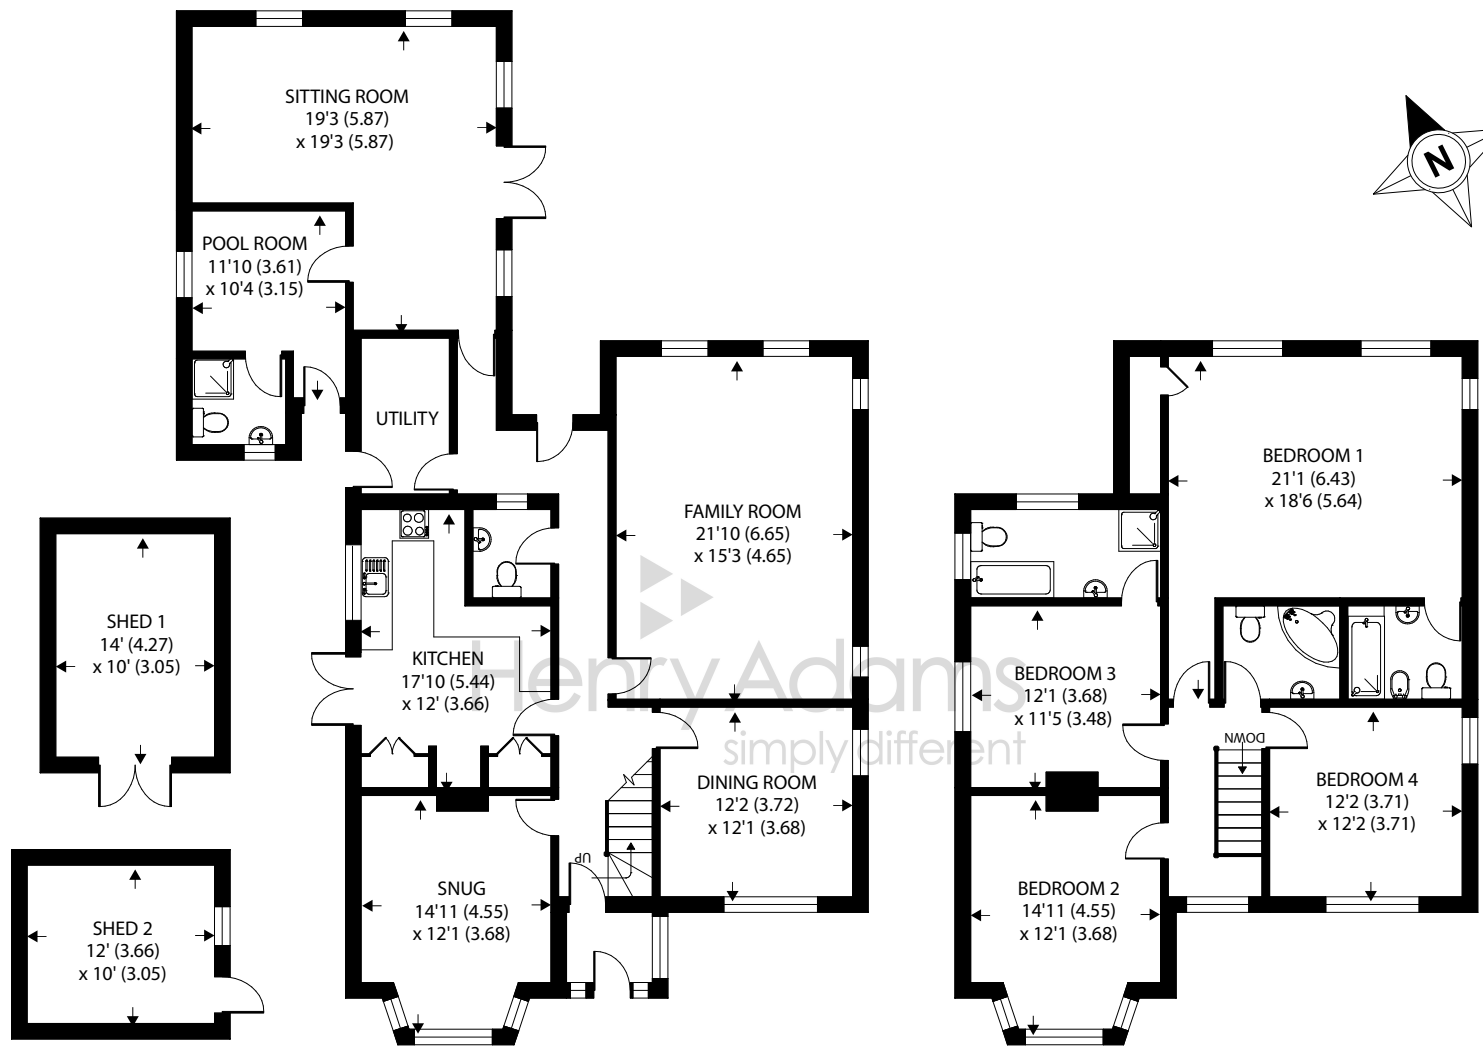 SITTING ROOM
19'3 (5.87)
x 19'3 (5.87)
N
POOL ROOM
11'10 (3.61)
x 10'4 (3.15)
UTILITY
FAMILY ROOM
21'10 (6.65)
x 15'3 (4.65)
BEDROOM 1
21'1 (6.43)
x 18'6 (5.64)
SHED 1
14' (4.27)
x 10' (3.05)
KITCHEN
17'10 (5.44)
x 12' (3.66)
Henry Adams
simply different
BEDROOM 3
12'1 (3.68)
x 11'5 (3.48)
DOWN
DINING ROOM
12'2 (3.72)
x 12'1 (3.68)
BEDROOM 4
12'2 (3.71)
x 12'2 (3.71)
UP
SNUG
14'11 (4.55)
x 12'1 (3.68)
BEDROOM 2
14'11 (4.55)
x 12'1 (3.68)
SHED 2
12' (3.66)
x 10' (3.05)